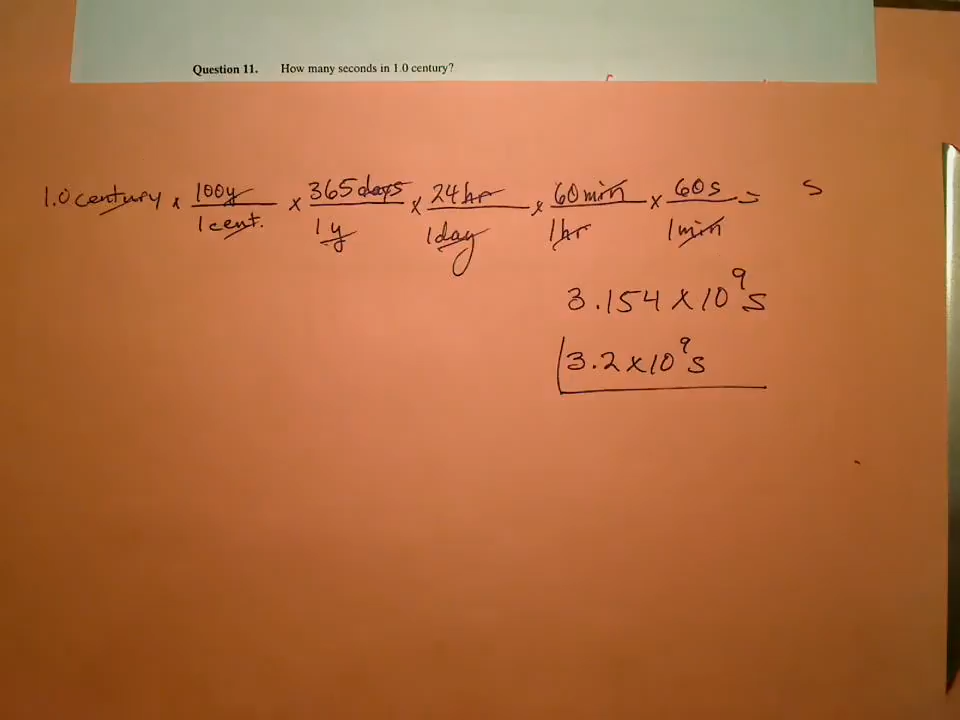 Question 11. How many seconds in 1.0 century?
1.0 century x 100y / 1 cent. x 365 days / 1 y x 24 hr / 1 day x 60 min / 1 hr x 60 s / 1 min = s
3.154 x 10^9 s
3.2 x 10^9 s